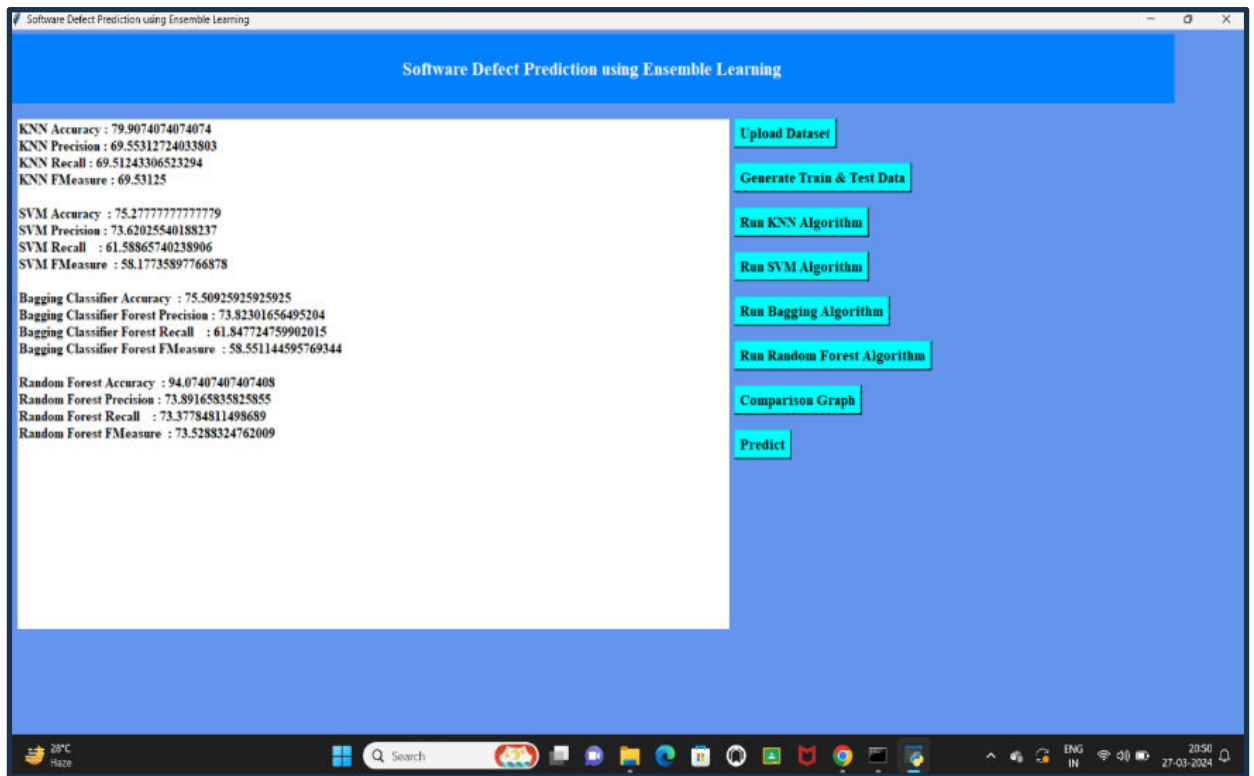 Software Defect Prediction using Ensemble Learning
Software Defect Prediction using Ensemble Learning
KNN Accuracy : 79.9074074074074
KNN Precision : 69.55312724033803
KNN Recall : 69.51243306523294
KNN FMeasure : 69.53125
SVM Accuracy : 75.27777777777779
SVM Precision : 73.62025540188237
SVM Recall : 61.58865740238906
SVM FMeasure : 58.17735897766878
Bagging Classifier Accuracy : 75.50925925925925
Bagging Classifier Forest Precision : 73.82301656495204
Bagging Classifier Forest Recall : 61.847724759902015
Bagging Classifier Forest FMeasure : 58.551144595769344
Random Forest Accuracy : 94.07407407407408
Random Forest Precision : 73.89165835825855
Random Forest Recall : 73.37784811498689
Random Forest FMeasure : 73.5288324762009
Upload Dataset
Generate Train & Test Data
Run KNN Algorithm
Run SVM Algorithm
Run Bagging Algorithm
Run Random Forest Algorithm
Comparison Graph
Predict
28°C
Haze
Search
ENG
IN
20:50
27-03-2024